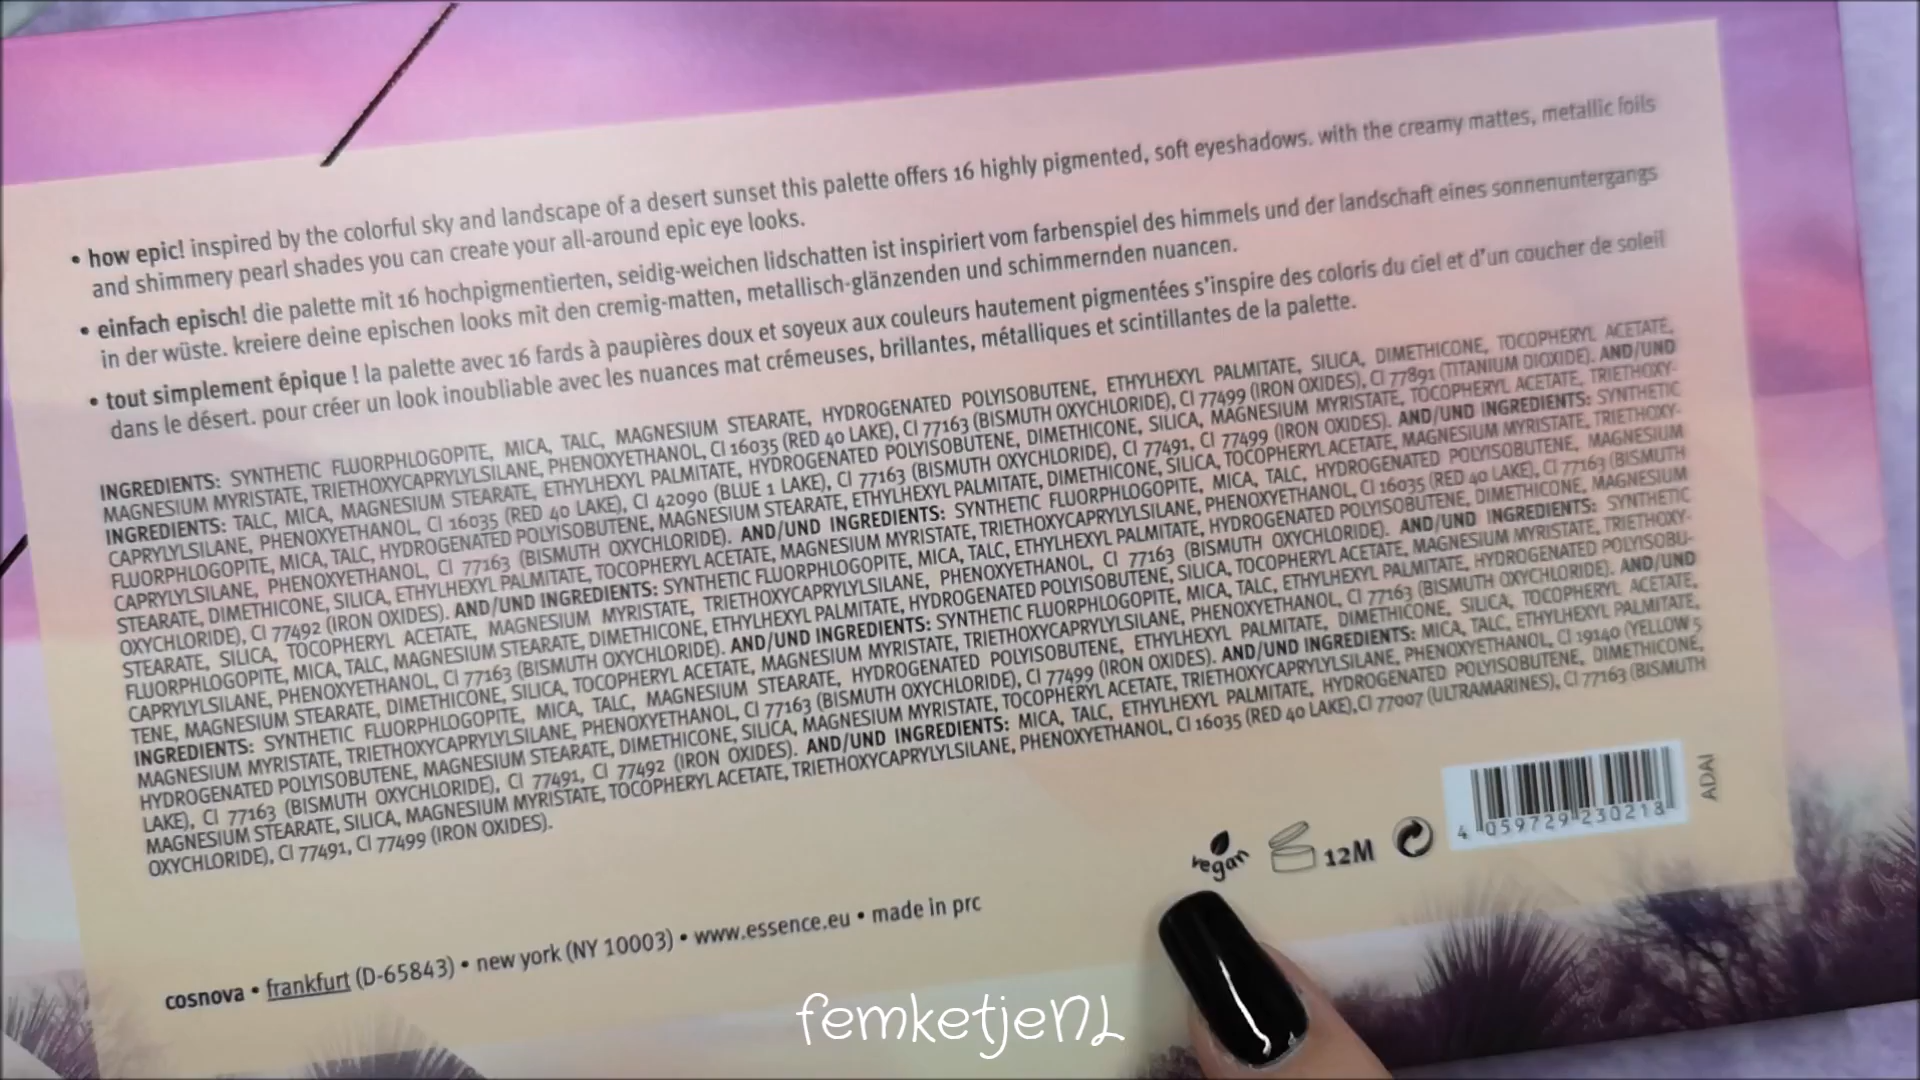 • how epic! inspired by the colorful sky and landscape of a desert sunset this palette offers 16 highly pigmented, soft eyeshadows. with the creamy mattes, metallic foils
and shimmery pearl shades you can create your all-around epic eye looks.
• einfach episch! die palette mit 16 hochpigmentierten, seidig-weichen lidschatten ist inspiriert vom farbenspiel des himmels und der landschaft eines sonnenuntergangs
in der wüste. kreiere deine epischen looks mit den cremig-matten, metallisch-glänzenden und schimmernden nuancen.
• tout simplement épique ! la palette avec 16 fards à paupières doux et soyeux aux couleurs hautement pigmentées s'inspire des coloris du ciel et d'un coucher de soleil
dans le désert. pour créer un look inoubliable avec les nuances mat crémeuses, brillantes, métalliques et scintillantes de la palette.
INGREDIENTS: SYNTHETIC FLUORPHLOGOPITE, MICA, TALC, MAGNESIUM STEARATE, HYDROGENATED POLYISOBUTENE, ETHYLHEXYL PALMITATE, SILICA, DIMETHICONE, TOCOPHERYL ACETATE,
MAGNESIUM MYRISTATE, TRIETHOXYCAPRYLYLSILANE, PHENOXYETHANOL, CI 16035 (RED 40 LAKE), CI 77163 (BISMUTH OXYCHLORIDE), CI 77499 (IRON OXIDES), CI 77891 (TITANIUM DIOXIDE). AND/UND
INGREDIENTS: TALC, MICA, MAGNESIUM STEARATE, ETHYLHEXYL PALMITATE, HYDROGENATED POLYISOBUTENE, DIMETHICONE, SILICA, MAGNESIUM MYRISTATE, TOCOPHERYL ACETATE, TRIETHOXY-
CAPRYLYLSILANE, PHENOXYETHANOL, CI 16035 (RED 40 LAKE), CI 42090 (BLUE 1 LAKE), CI 77163 (BISMUTH OXYCHLORIDE), CI 77491, CI 77499 (IRON OXIDES). AND/UND INGREDIENTS: SYNTHETIC
FLUORPHLOGOPITE, MICA, TALC, HYDROGENATED POLYISOBUTENE, MAGNESIUM STEARATE, ETHYLHEXYL PALMITATE, DIMETHICONE, SILICA, TOCOPHERYL ACETATE, MAGNESIUM MYRISTATE, TRIETHOXY-
CAPRYLYLSILANE, PHENOXYETHANOL, CI 77163 (BISMUTH OXYCHLORIDE). AND/UND INGREDIENTS: SYNTHETIC FLUORPHLOGOPITE, MICA, TALC, HYDROGENATED POLYISOBUTENE, MAGNESIUM
STEARATE, DIMETHICONE, SILICA, ETHYLHEXYL PALMITATE, TOCOPHERYL ACETATE, MAGNESIUM MYRISTATE, TRIETHOXYCAPRYLYLSILANE, PHENOXYETHANOL, CI 16035 (RED 40 LAKE), CI 77163 (BISMUTH
OXYCHLORIDE), CI 77492 (IRON OXIDES). AND/UND INGREDIENTS: SYNTHETIC FLUORPHLOGOPITE, MICA, TALC, ETHYLHEXYL PALMITATE, HYDROGENATED POLYISOBUTENE, DIMETHICONE, MAGNESIUM
STEARATE, SILICA, TOCOPHERYL ACETATE, MAGNESIUM MYRISTATE, TRIETHOXYCAPRYLYLSILANE, PHENOXYETHANOL, CI 77163 (BISMUTH OXYCHLORIDE). AND/UND INGREDIENTS: SYNTHETIC
FLUORPHLOGOPITE, MICA, TALC, MAGNESIUM STEARATE, DIMETHICONE, ETHYLHEXYL PALMITATE, HYDROGENATED POLYISOBUTENE, SILICA, TOCOPHERYL ACETATE, MAGNESIUM MYRISTATE, TRIETHOXY-
CAPRYLYLSILANE, PHENOXYETHANOL, CI 77163 (BISMUTH OXYCHLORIDE). AND/UND INGREDIENTS: SYNTHETIC FLUORPHLOGOPITE, MICA, TALC, ETHYLHEXYL PALMITATE, HYDROGENATED POLYISOBU-
TENE, MAGNESIUM STEARATE, DIMETHICONE, SILICA, TOCOPHERYL ACETATE, MAGNESIUM MYRISTATE, TRIETHOXYCAPRYLYLSILANE, PHENOXYETHANOL, CI 77163 (BISMUTH OXYCHLORIDE). AND/UND
INGREDIENTS: SYNTHETIC FLUORPHLOGOPITE, MICA, TALC, MAGNESIUM STEARATE, HYDROGENATED POLYISOBUTENE, ETHYLHEXYL PALMITATE, DIMETHICONE, SILICA, TOCOPHERYL ACETATE,
MAGNESIUM MYRISTATE, TRIETHOXYCAPRYLYLSILANE, PHENOXYETHANOL, CI 77163 (BISMUTH OXYCHLORIDE), CI 77499 (IRON OXIDES). AND/UND INGREDIENTS: MICA, TALC, ETHYLHEXYL PALMITATE,
HYDROGENATED POLYISOBUTENE, MAGNESIUM STEARATE, DIMETHICONE, SILICA, MAGNESIUM MYRISTATE, TOCOPHERYL ACETATE, TRIETHOXYCAPRYLYLSILANE, PHENOXYETHANOL, CI 19140 (YELLOW 5
LAKE), CI 77163 (BISMUTH OXYCHLORIDE), CI 77491, CI 77492 (IRON OXIDES). AND/UND INGREDIENTS: MICA, TALC, ETHYLHEXYL PALMITATE, HYDROGENATED POLYISOBUTENE, DIMETHICONE,
MAGNESIUM STEARATE, SILICA, MAGNESIUM MYRISTATE, TOCOPHERYL ACETATE, TRIETHOXYCAPRYLYLSILANE, PHENOXYETHANOL, CI 16035 (RED 40 LAKE), CI 77007 (ULTRAMARINES), CI 77163 (BISMUTH
OXYCHLORIDE), CI 77491, CI 77499 (IRON OXIDES).
vegan
12M
4 059729 230218
ADAI
cosnova • frankfurt (D-65843) • new york (NY 10003) • www.essence.eu • made in prc
femketjeNL